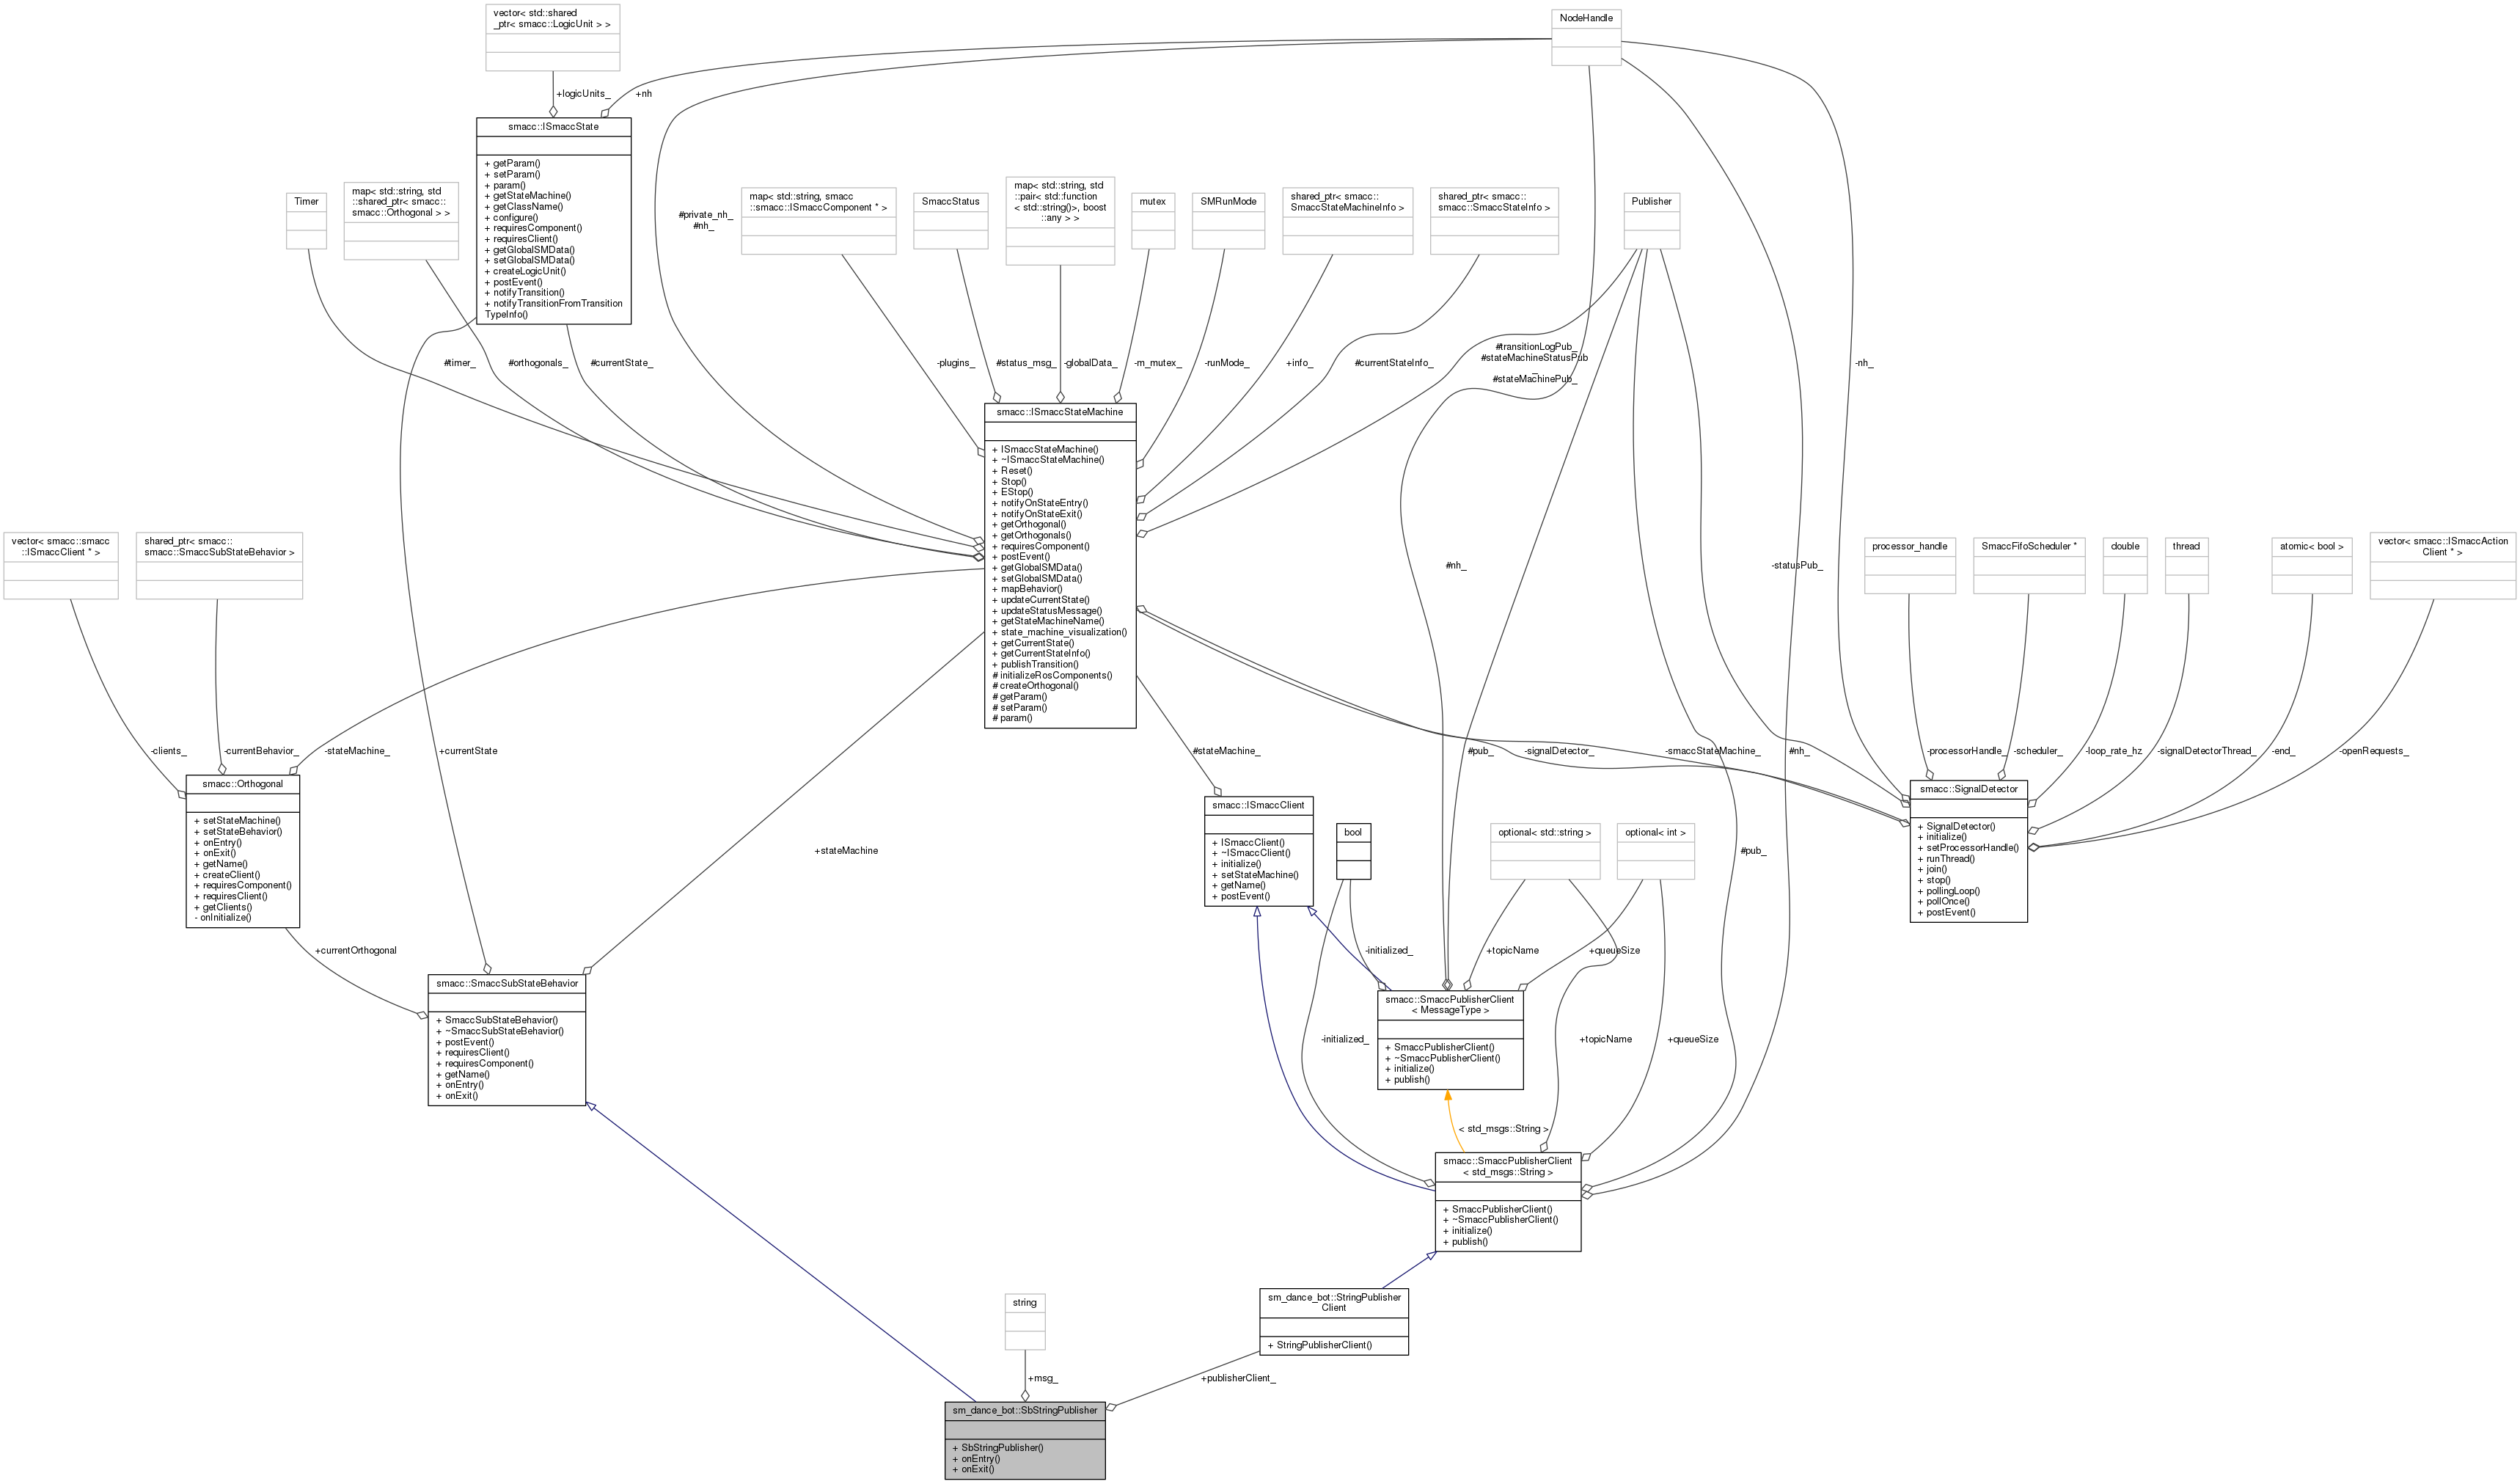 vector< std::shared
_ptr< smacc::LogicUnit > >
NodeHandle
+logicUnits_
+nh
smacc::ISmaccState
+ getParam()
+ setParam()
+ param()
+ getStateMachine()
+ getClassName()
+ configure()
+ requiresComponent()
+ requiresClient()
+ getGlobalSMData()
+ setGlobalSMData()
+ createLogicUnit()
+ postEvent()
+ notifyTransition()
+ notifyTransitionFromTransition
TypeInfo()
Timer
map< std::string, std
::shared_ptr< smacc::
smacc::Orthogonal > >
#private_nh_
#nh_
map< std::string, smacc
::smacc::ISmaccComponent * >
SmaccStatus
map< std::string, std
::pair< std::function
< std::string()>, boost
::any > >
mutex
SMRunMode
shared_ptr< smacc::
SmaccStateMachineInfo >
shared_ptr< smacc::
smacc::SmaccStateInfo >
Publisher
#timer_
#orthogonals_
#currentState_
-plugins_
#status_msg_
-globalData_
-m_mutex_
-runMode_
+info_
#currentStateInfo_
#transitionLogPub_
#stateMachineStatusPub
_
#stateMachinePub_
-nh_
smacc::ISmaccStateMachine
+ ISmaccStateMachine()
+ ~ISmaccStateMachine()
+ Reset()
+ Stop()
+ EStop()
+ notifyOnStateEntry()
+ notifyOnStateExit()
+ getOrthogonal()
+ getOrthogonals()
+ requiresComponent()
+ postEvent()
+ getGlobalSMData()
+ setGlobalSMData()
+ mapBehavior()
+ updateCurrentState()
+ updateStatusMessage()
+ getStateMachineName()
+ state_machine_visualization()
+ getCurrentState()
+ getCurrentStateInfo()
+ publishTransition()
# initializeRosComponents()
# createOrthogonal()
# getParam()
# setParam()
# param()
vector< smacc::smacc
::ISmaccClient * >
shared_ptr< smacc::
smacc::SmaccSubStateBehavior >
#nh_
-statusPub_
processor_handle
SmaccFifoScheduler *
double
thread
atomic< bool >
vector< smacc::ISmaccAction
Client * >
-clients_
-currentBehavior_
-stateMachine_
+currentState
#stateMachine_
#pub_
-signalDetector_
-smaccStateMachine_
#nh_
-processorHandle_
-scheduler_
-loop_rate_hz
-signalDetectorThread_
-end_
-openRequests_
smacc::Orthogonal
+ setStateMachine()
+ setStateBehavior()
+ onEntry()
+ onExit()
+ getName()
+ createClient()
+ requiresComponent()
+ requiresClient()
+ getClients()
- onInitialize()
+stateMachine
smacc::ISmaccClient
+ ISmaccClient()
+ ~ISmaccClient()
+ initialize()
+ setStateMachine()
+ getName()
+ postEvent()
bool
optional< std::string >
optional< int >
#pub_
smacc::SignalDetector
+ SignalDetector()
+ initialize()
+ setProcessorHandle()
+ runThread()
+ join()
+ stop()
+ pollingLoop()
+ pollOnce()
+ postEvent()
+currentOrthogonal
-initialized_
+topicName
+queueSize
smacc::SmaccSubStateBehavior
+ SmaccSubStateBehavior()
+ ~SmaccSubStateBehavior()
+ postEvent()
+ requiresClient()
+ requiresComponent()
+ getName()
+ onEntry()
+ onExit()
smacc::SmaccPublisherClient
< MessageType >
+ SmaccPublisherClient()
+ ~SmaccPublisherClient()
+ initialize()
+ publish()
-initialized_
+topicName
+queueSize
< std_msgs::String >
smacc::SmaccPublisherClient
< std_msgs::String >
+ SmaccPublisherClient()
+ ~SmaccPublisherClient()
+ initialize()
+ publish()
string
sm_dance_bot::StringPublisher
Client
+ StringPublisherClient()
+msg_
+publisherClient_
sm_dance_bot::SbStringPublisher
+ SbStringPublisher()
+ onEntry()
+ onExit()